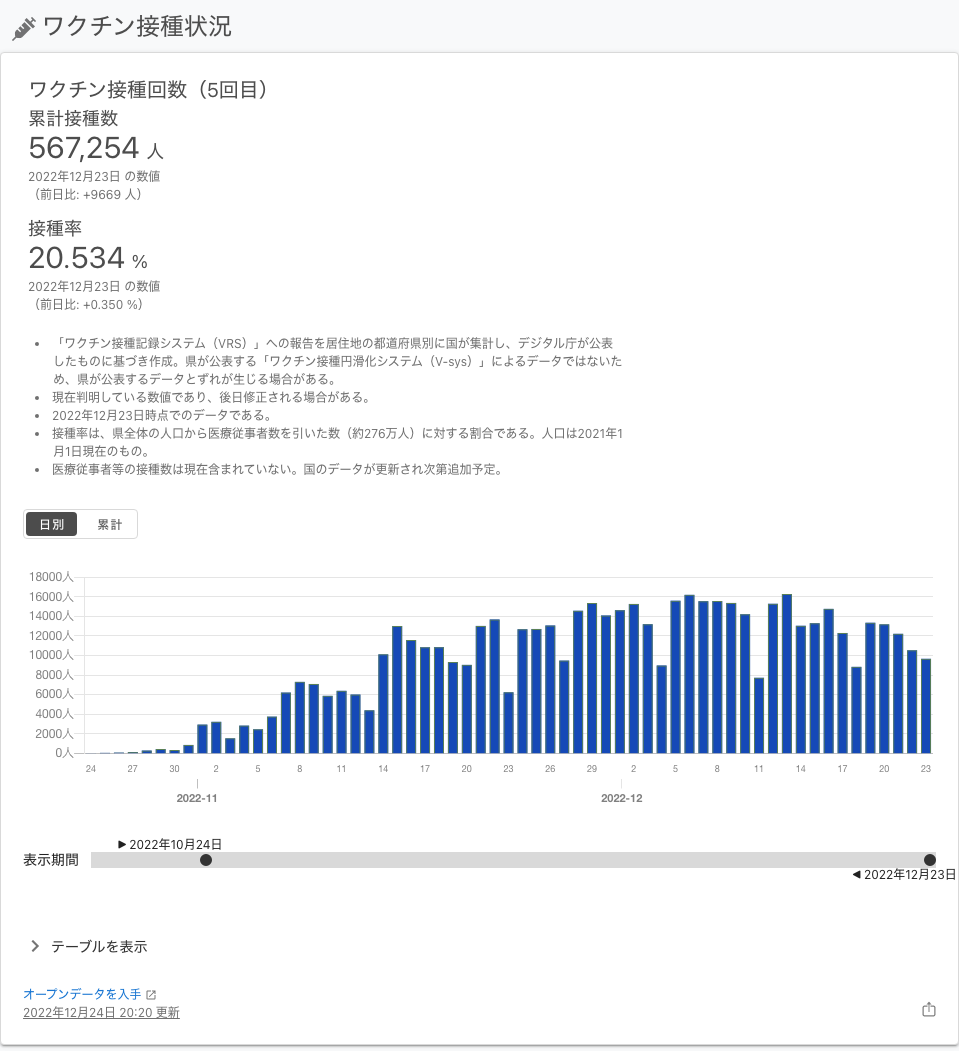 ワクチン接種状況
ワクチン接種回数（5回目）
累計接種数
567,254 人
2022年12月23日 の数値
（前日比: +9669 人）
接種率
20.534 %
2022年12月23日 の数値
（前日比: +0.350 %）
「ワクチン接種記録システム（VRS）」への報告を居住地の都道府県別に国が集計し、デジタル庁が公表
したものに基づき作成。県が公表する「ワクチン接種円滑化システム（V-sys）」によるデータではないた
め、県が公表するデータとずれが生じる場合がある。
現在判明している数値であり、後日修正される場合がある。
2022年12月23日時点でのデータである。
接種率は、県全体の人口から医療従事者数を引いた数（約276万人）に対する割合である。人口は2021年1
月1日現在のもの。
医療従事者等の接種数は現在含まれていない。国のデータが更新され次第追加予定。
日別 累計
18000人
16000人
14000人
12000人
10000人
8000人
6000人
4000人
2000人
0人
24 27 30 2 5 8 11 14 17 20 23 26 29 2 5 8 11 14 17 20 23
2022-11 2022-12
2022年10月24日
表示期間
2022年12月23日
テーブルを表示
オープンデータを入手
2022年12月24日 20:20 更新